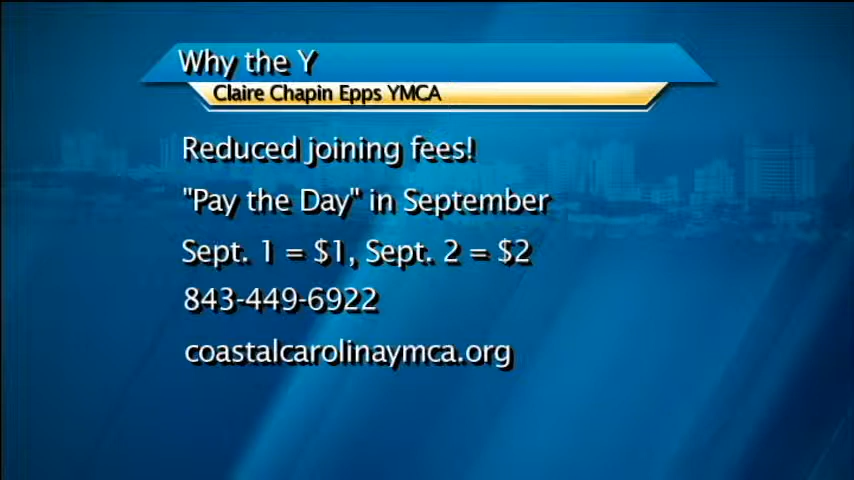 Why the Y
Claire Chapin Epps YMCA
Reduced joining fees!
"Pay the Day" in September
Sept. 1 = $1, Sept. 2 = $2
843-449-6922
coastalcarolinaymca.org